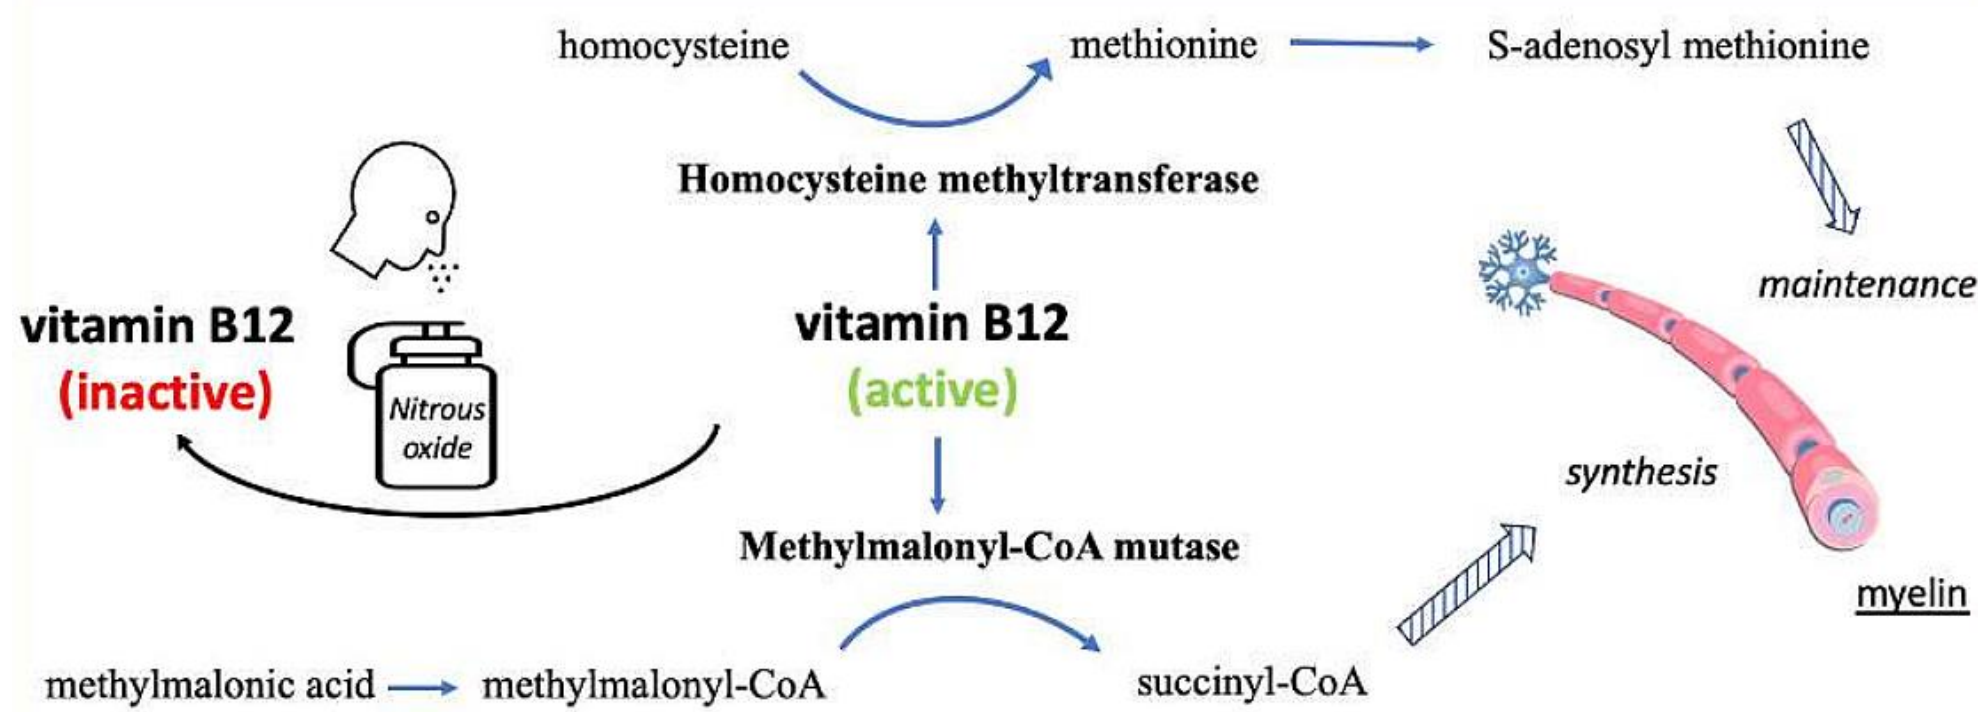 homocysteine
methionine
S-adenosyl methionine
Homocysteine methyltransferase
maintenance
vitamin B12
(inactive)
Nitrous
oxide
vitamin B12
(active)
synthesis
Methylmalonyl-CoA mutase
myelin
methylmalonic acid
methylmalonyl-CoA
succinyl-CoA